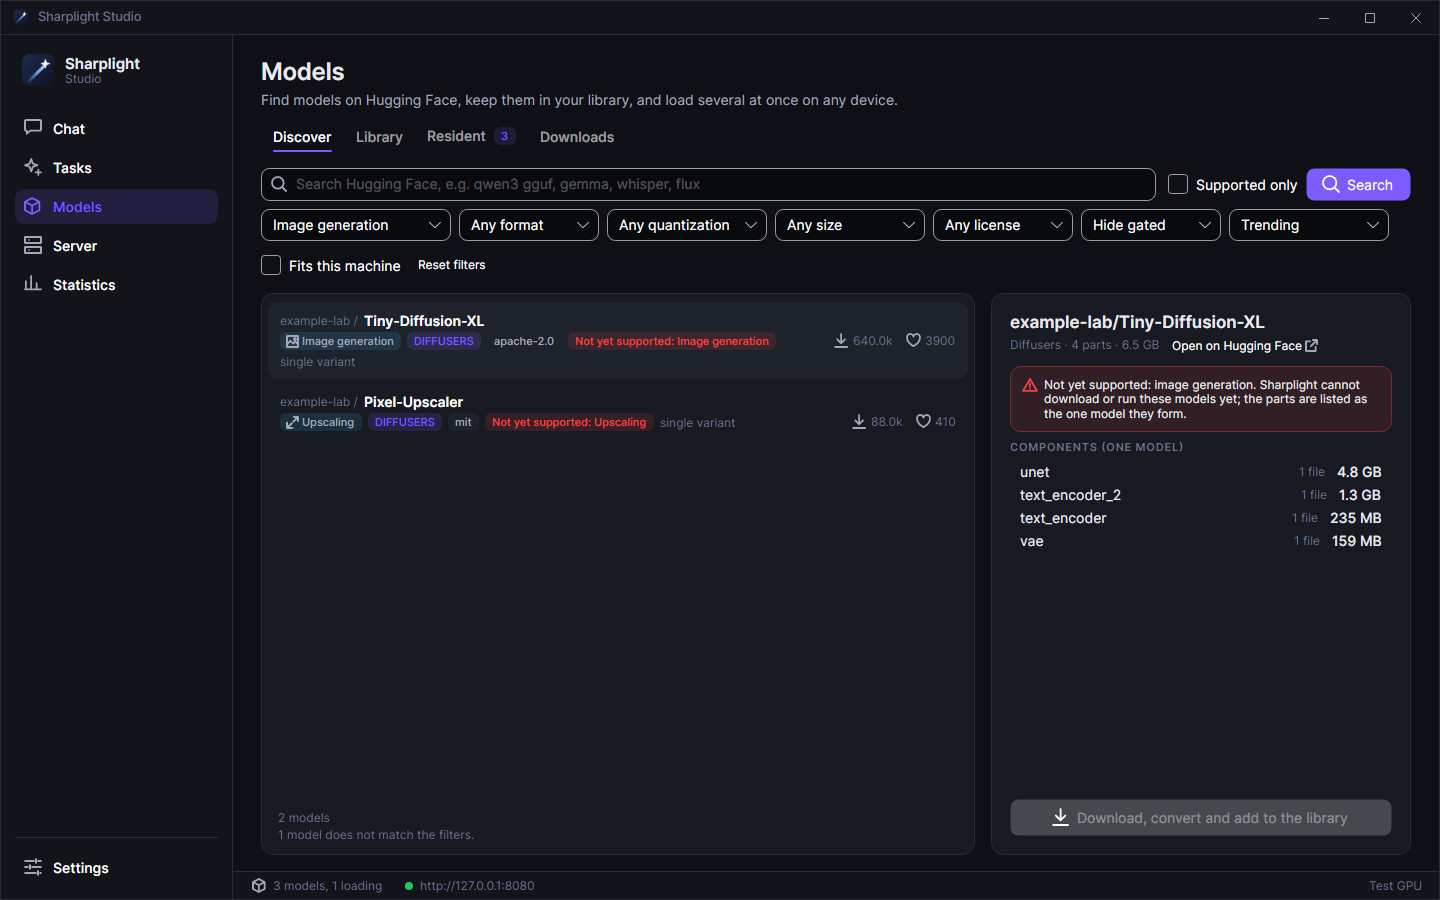 Sharplight Studio
Sharplight
Studio
Chat
Tasks
Models
Server
Statistics
Settings
Models
Find models on Hugging Face, keep them in your library, and load several at once on any device.
Discover Library Resident 3 Downloads
Search Hugging Face, e.g. qwen3 gguf, gemma, whisper, flux
Supported only Search
Image generation Any format Any quantization Any size Any license Hide gated Trending
Fits this machine Reset filters
example-lab / Tiny-Diffusion-XL
Image generation DIFFUSERS apache-2.0 Not yet supported: Image generation 640.0k 3900
single variant
example-lab / Pixel-Upscaler
Upscaling DIFFUSERS mit Not yet supported: Upscaling single variant 88.0k 410
2 models
1 model does not match the filters.
example-lab/Tiny-Diffusion-XL
Diffusers · 4 parts · 6.5 GB Open on Hugging Face
Not yet supported: image generation. Sharplight cannot
download or run these models yet; the parts are listed as
the one model they form.
COMPONENTS (ONE MODEL)
unet 1 file 4.8 GB
text_encoder_2 1 file 1.3 GB
text_encoder 1 file 235 MB
vae 1 file 159 MB
Download, convert and add to the library
3 models, 1 loading http://127.0.0.1:8080 Test GPU